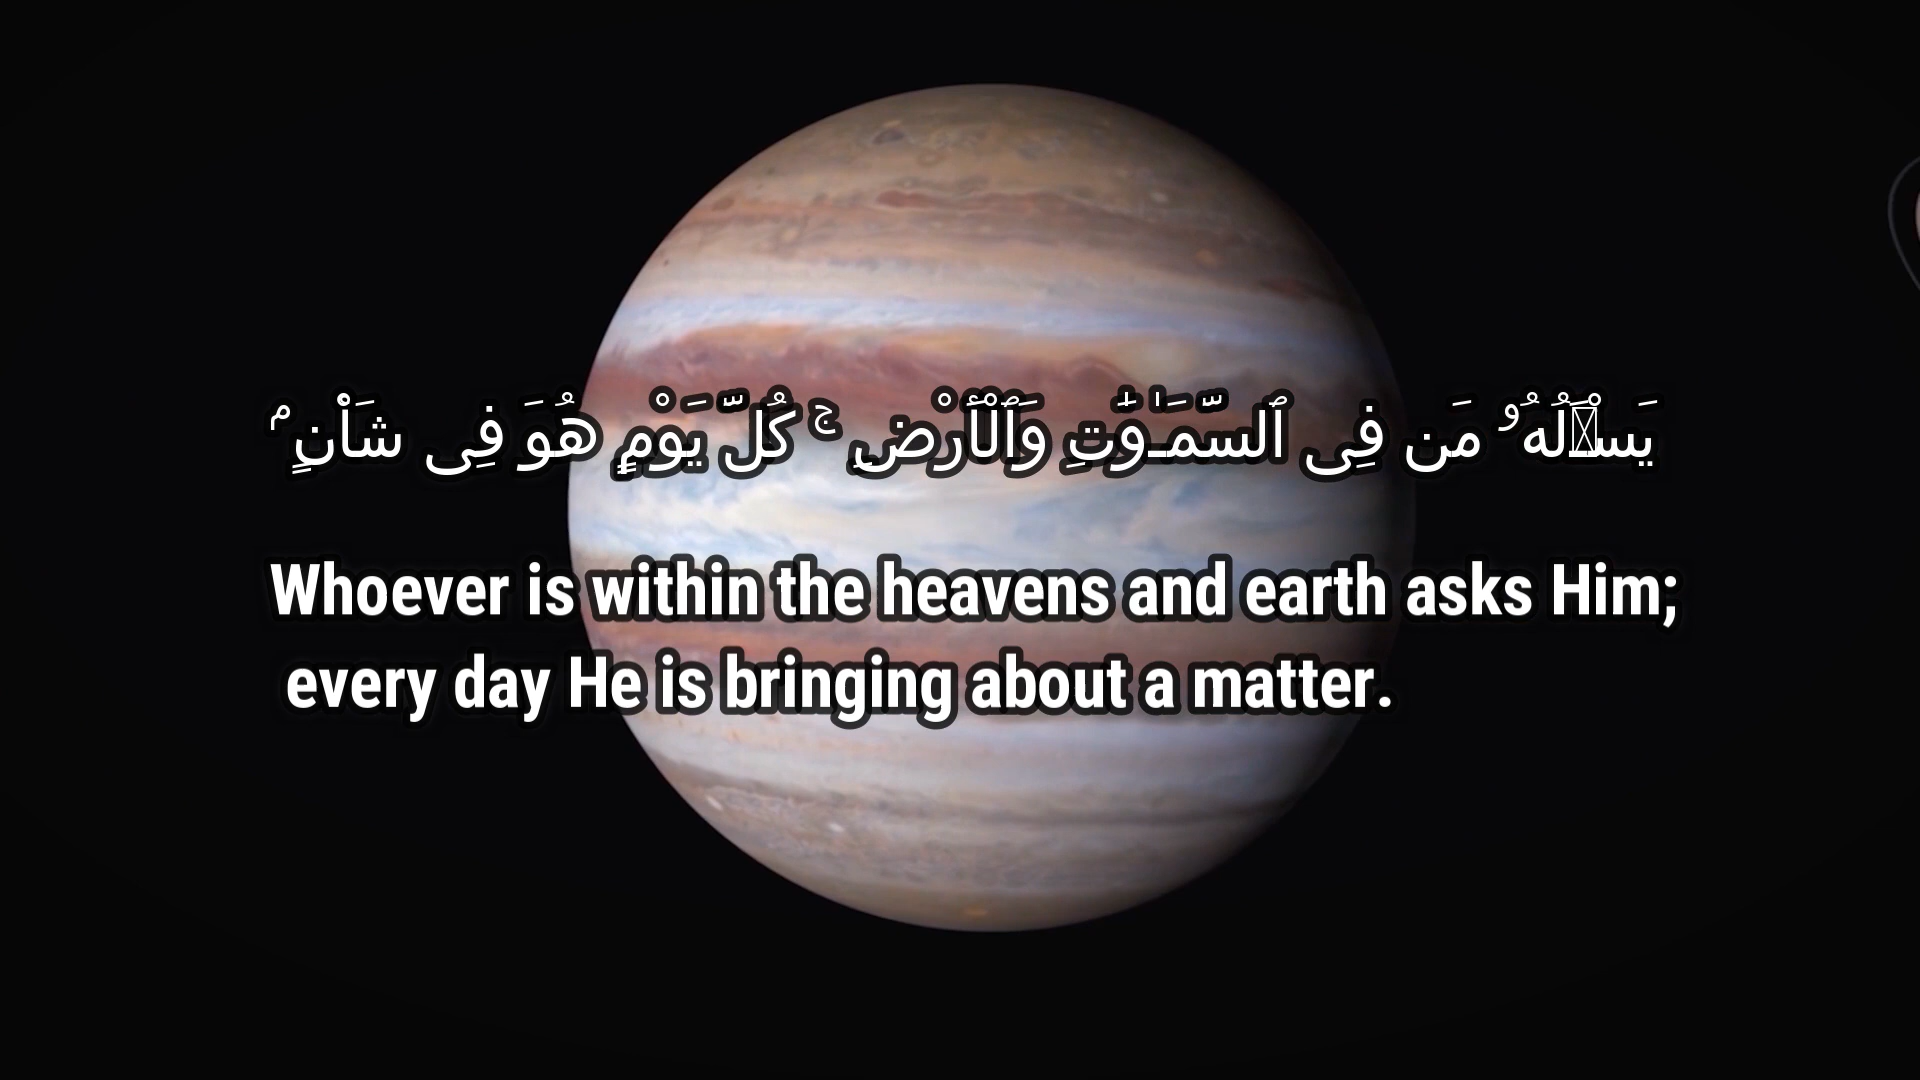 يَسْـَٔلُهُۥ مَن فِى ٱلسَّمَـٰوَٰتِ وَٱلْأَرْضِ ۚ كُلَّ يَوْمٍ هُوَ فِى شَأْنٍ ۢ
Whoever is within the heavens and earth asks Him;
every day He is bringing about a matter.